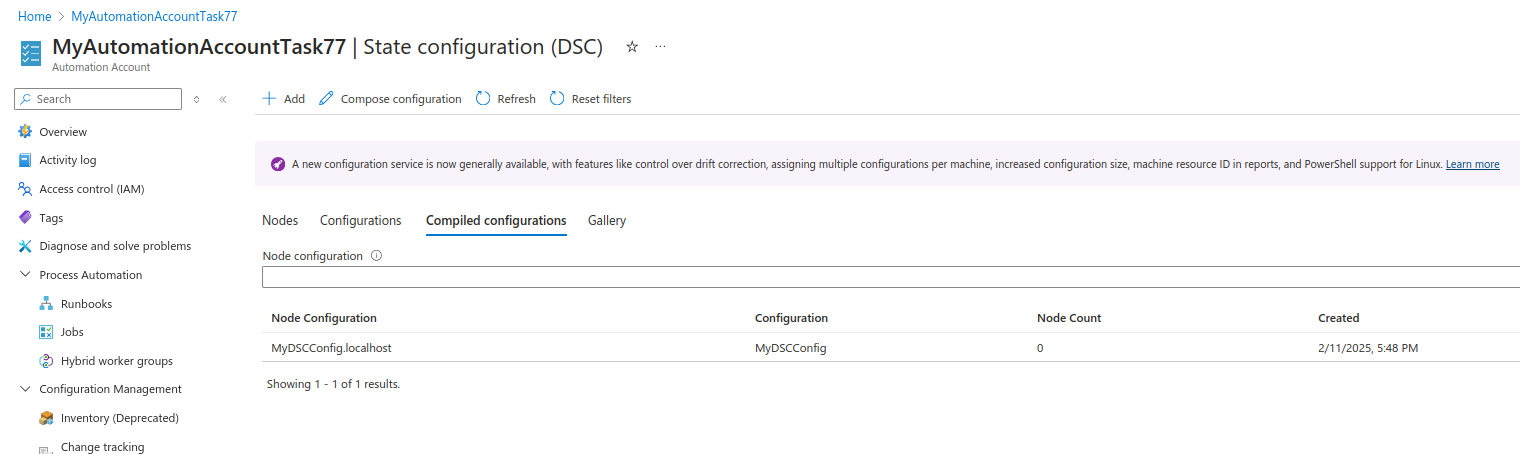 Home > MyAutomationAccountTask77
MyAutomationAccountTask77 | State configuration (DSC) ☆ ...
Automation Account
Search
Overview
Activity log
Access control (IAM)
Tags
Diagnose and solve problems
Process Automation
Runbooks
Jobs
Hybrid worker groups
Configuration Management
Inventory (Deprecated)
Change tracking
Add Compose configuration Refresh Reset filters
A new configuration service is now generally available, with features like control over drift correction, assigning multiple configurations per machine, increased configuration size, machine resource ID in reports, and PowerShell support for Linux. Learn more
Nodes Configurations Compiled configurations Gallery
Node configuration
Node Configuration Configuration Node Count Created
MyDSCConfig.localhost MyDSCConfig 0 2/11/2025, 5:48 PM
Showing 1 - 1 of 1 results.